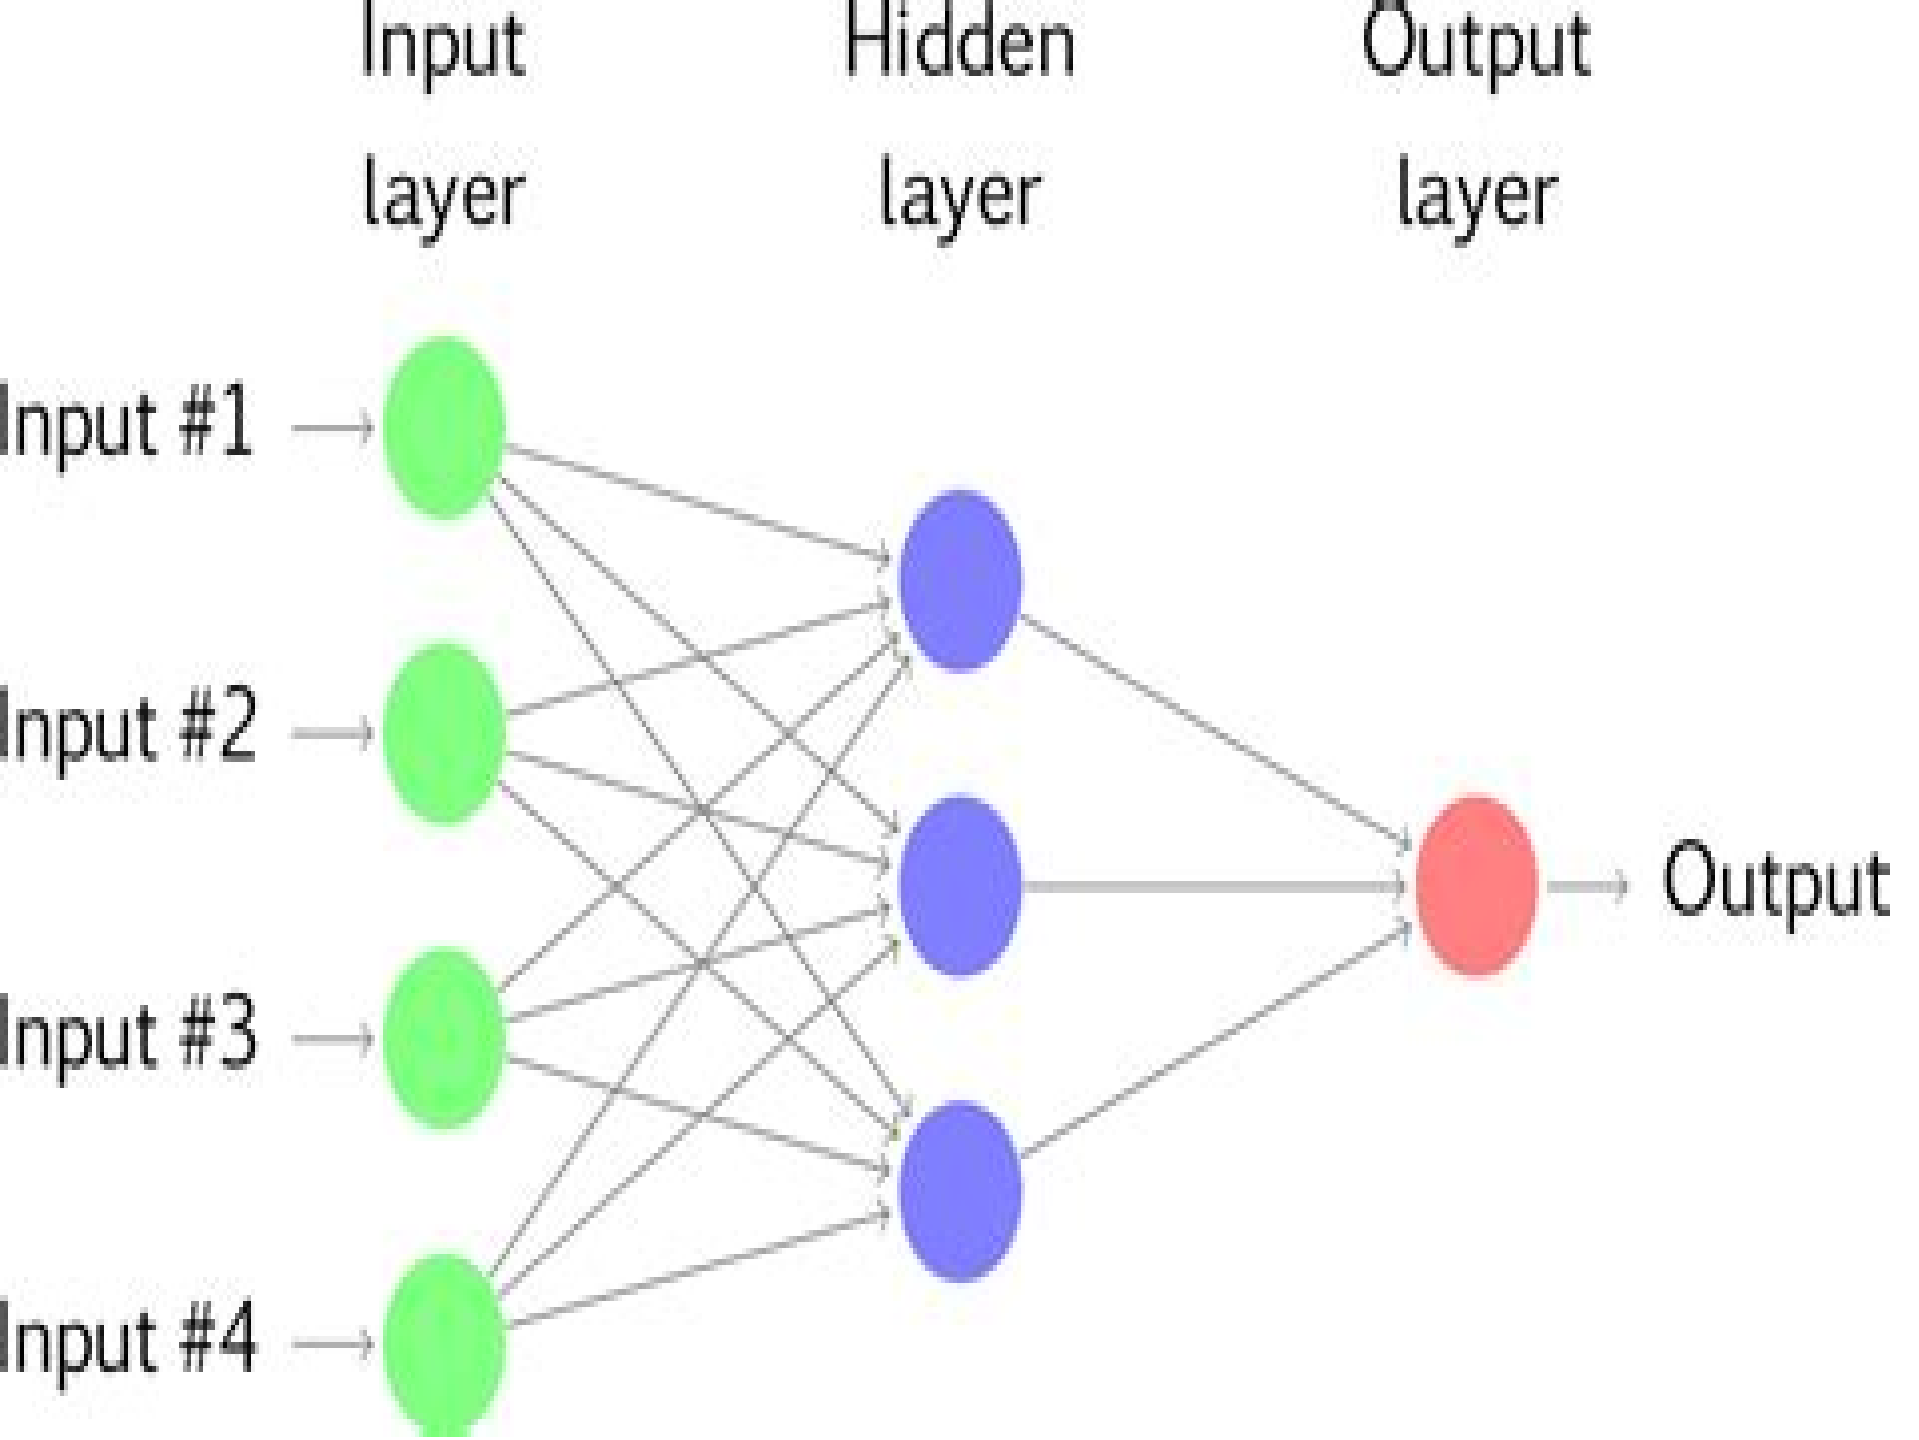 Input Hidden Output
layer layer layer
Input #1
Input #2
Output
Input #3
Input #4